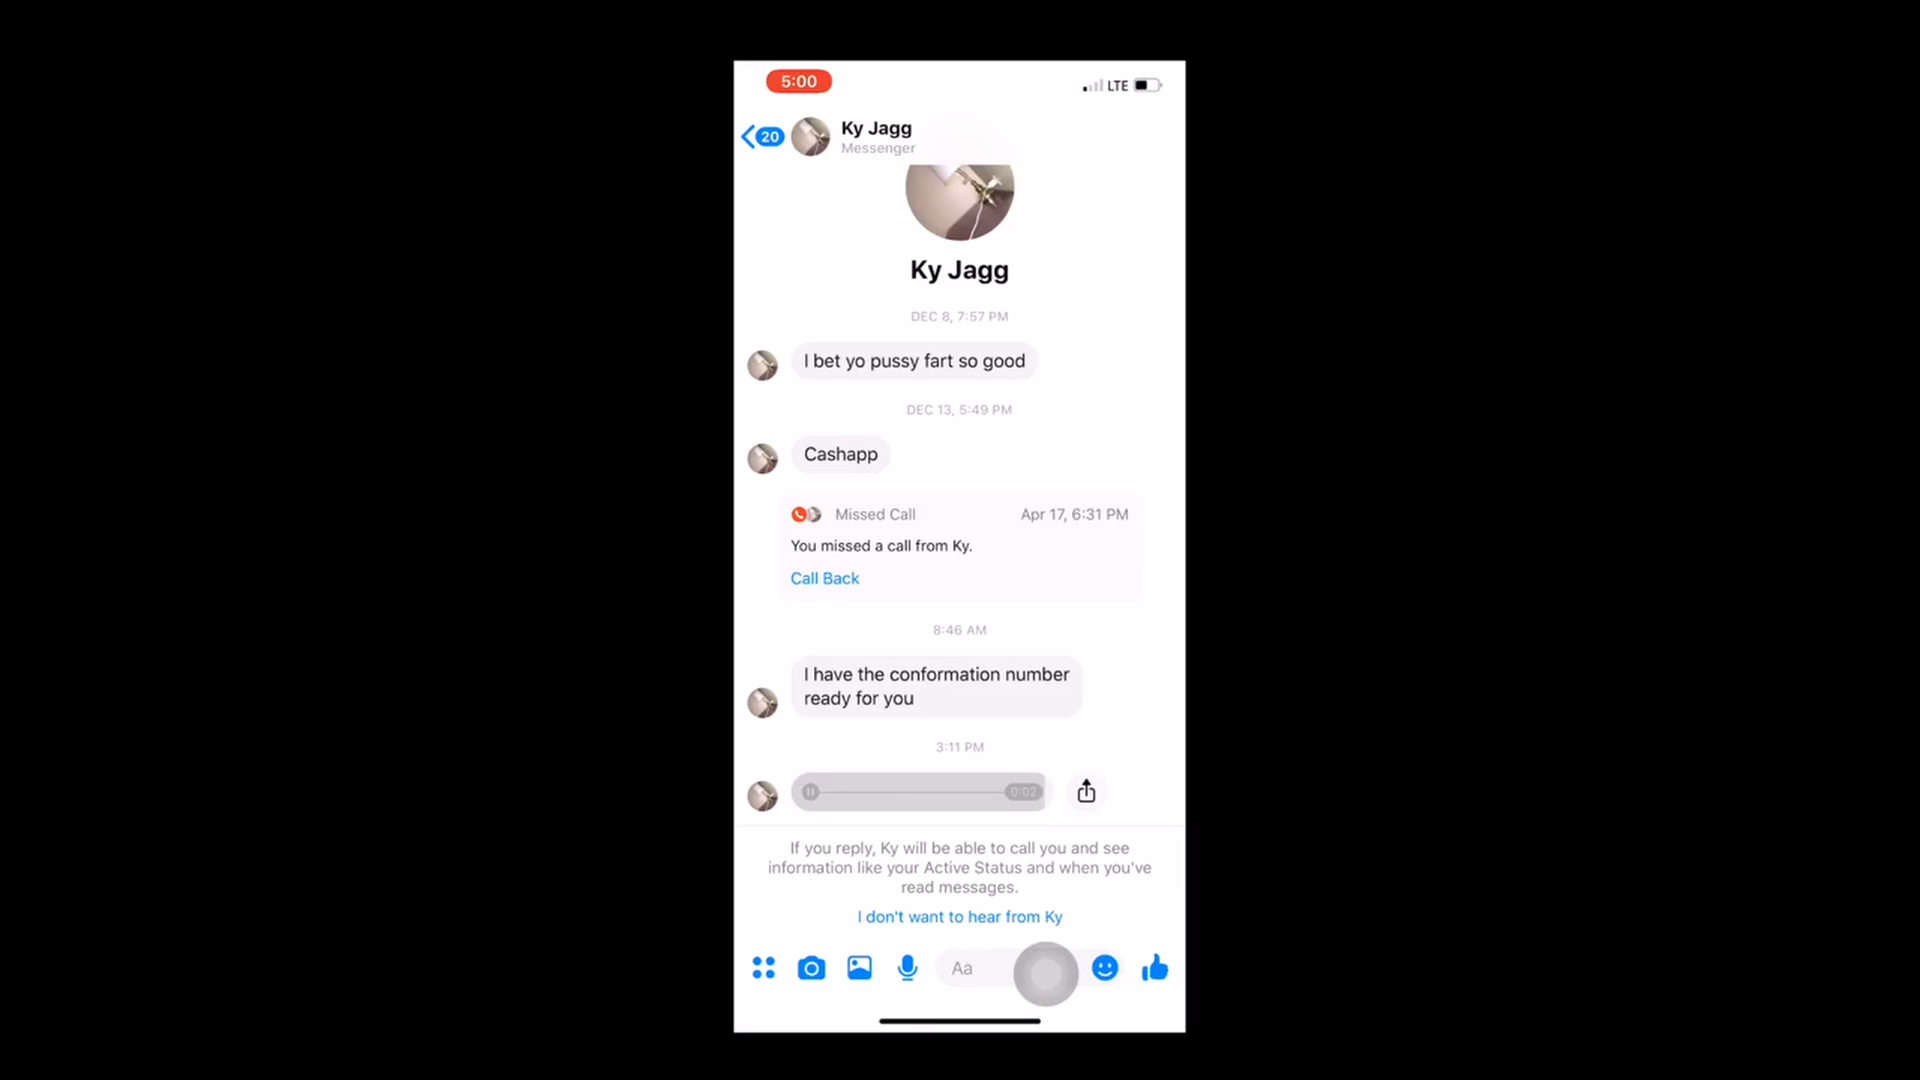 5:00
LTE
20
Ky Jagg
Messenger
Ky Jagg
DEC 8, 7:57 PM
I bet yo pussy fart so good
DEC 13, 5:49 PM
Cashapp
Missed Call
Apr 17, 6:31 PM
You missed a call from Ky.
Call Back
8:46 AM
I have the conformation number
ready for you
3:11 PM
0:02
If you reply, Ky will be able to call you and see
information like your Active Status and when you've
read messages.
I don't want to hear from Ky
Aa